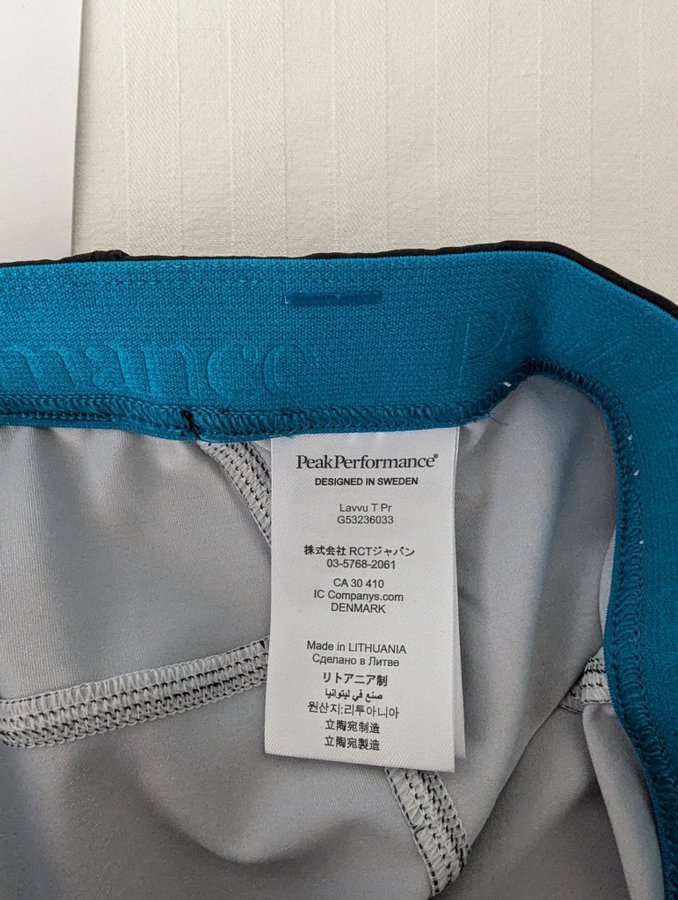 mance Pea
PeakPerformance®
DESIGNED IN SWEDEN
Lavvu T Pr
G53236033
株式会社 RCTジャパン
03-5768-2061
CA 30 410
IC Companys.com
DENMARK
Made in LITHUANIA
Сделано в Литве
リトアニア制
صنع في ليتوانيا
원산지:리투아니아
立陶宛制造
立陶宛製造